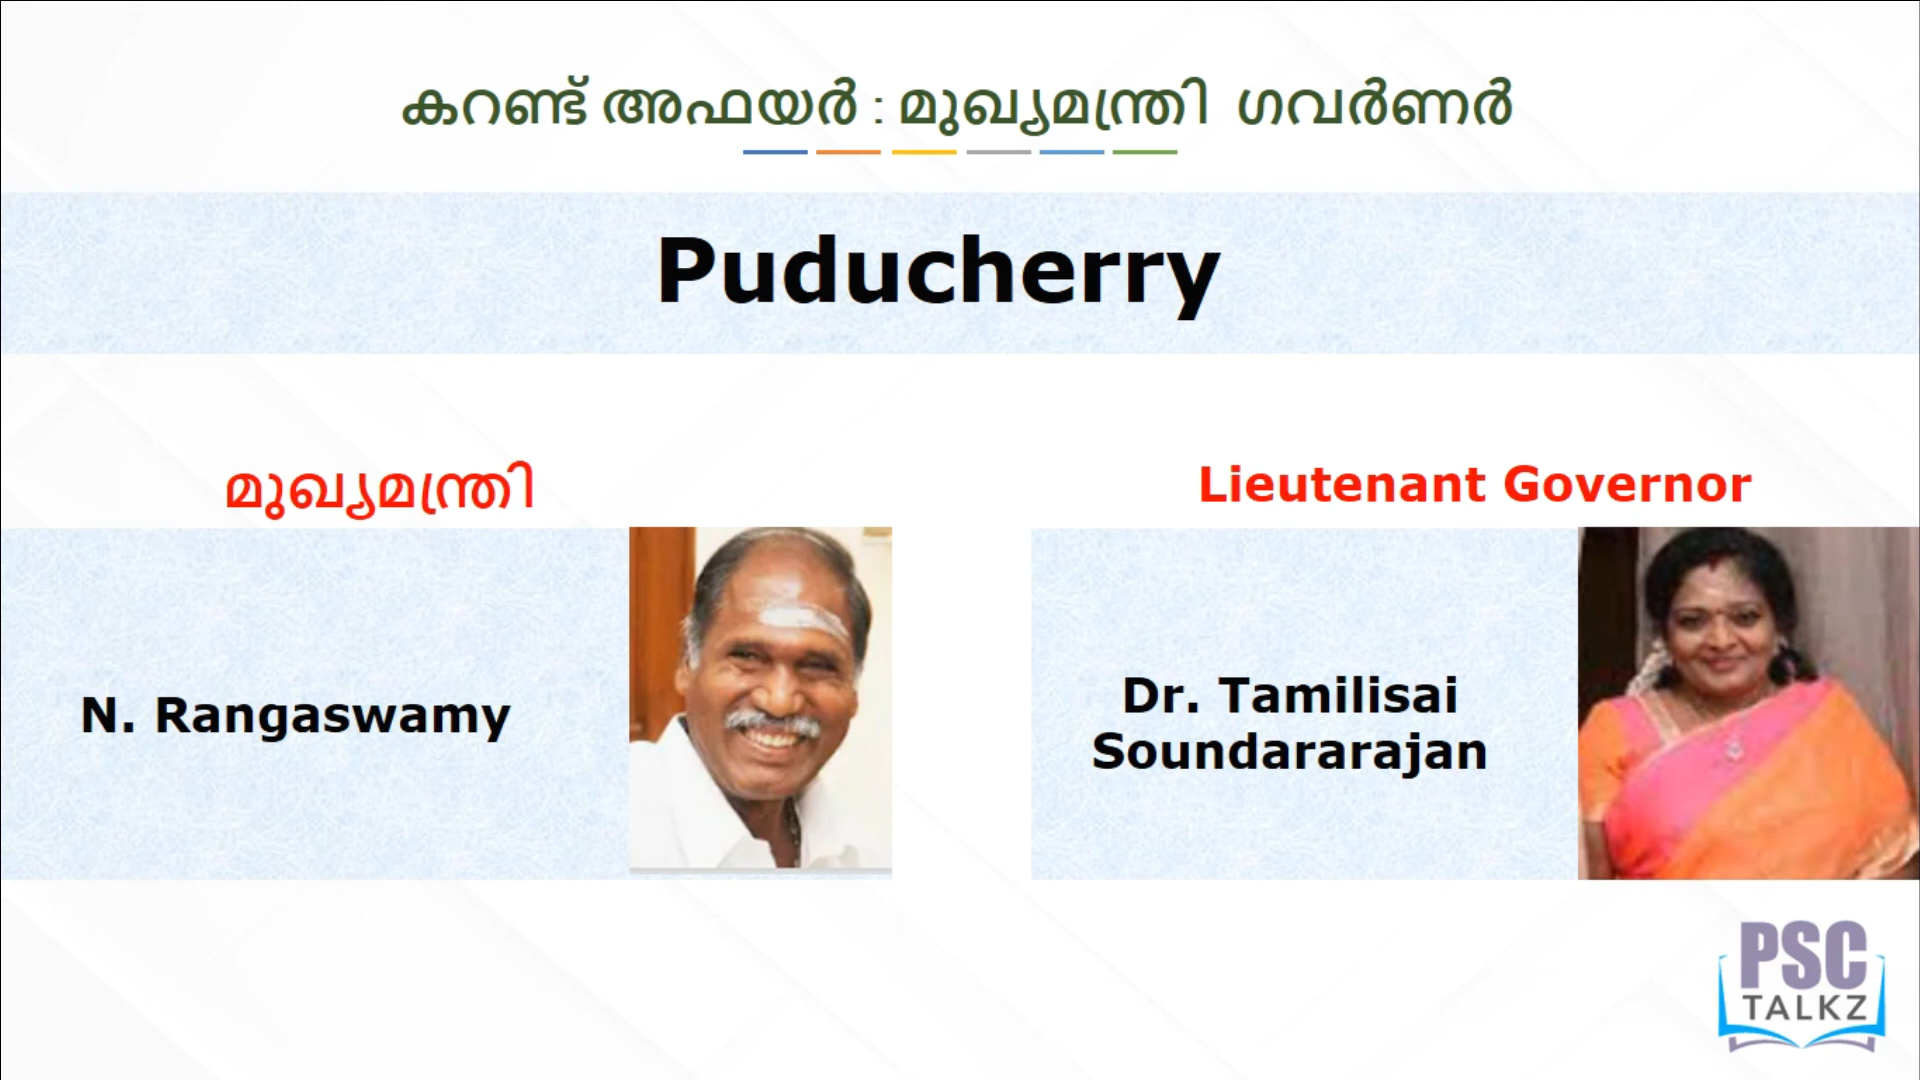 കറണ്ട് അഫയർ : മുഖ്യമന്ത്രി ഗവർണർ
Puducherry
മുഖ്യമന്ത്രി
N. Rangaswamy
Lieutenant Governor
Dr. Tamilisai
Soundararajan
PSC
TALKZ